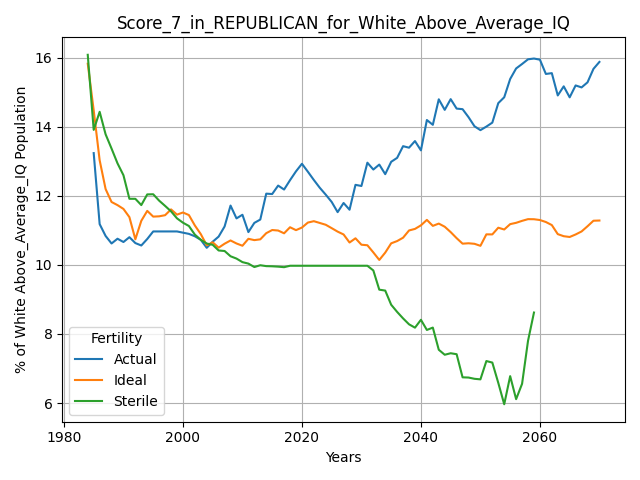 Score_7_in_REPUBLICAN_for_White_Above_Average_IQ
% of White Above_Average_IQ Population
16
14
12
10
8
6
Fertility
Actual
Ideal
Sterile
1980
2000
2020
2040
2060
Years